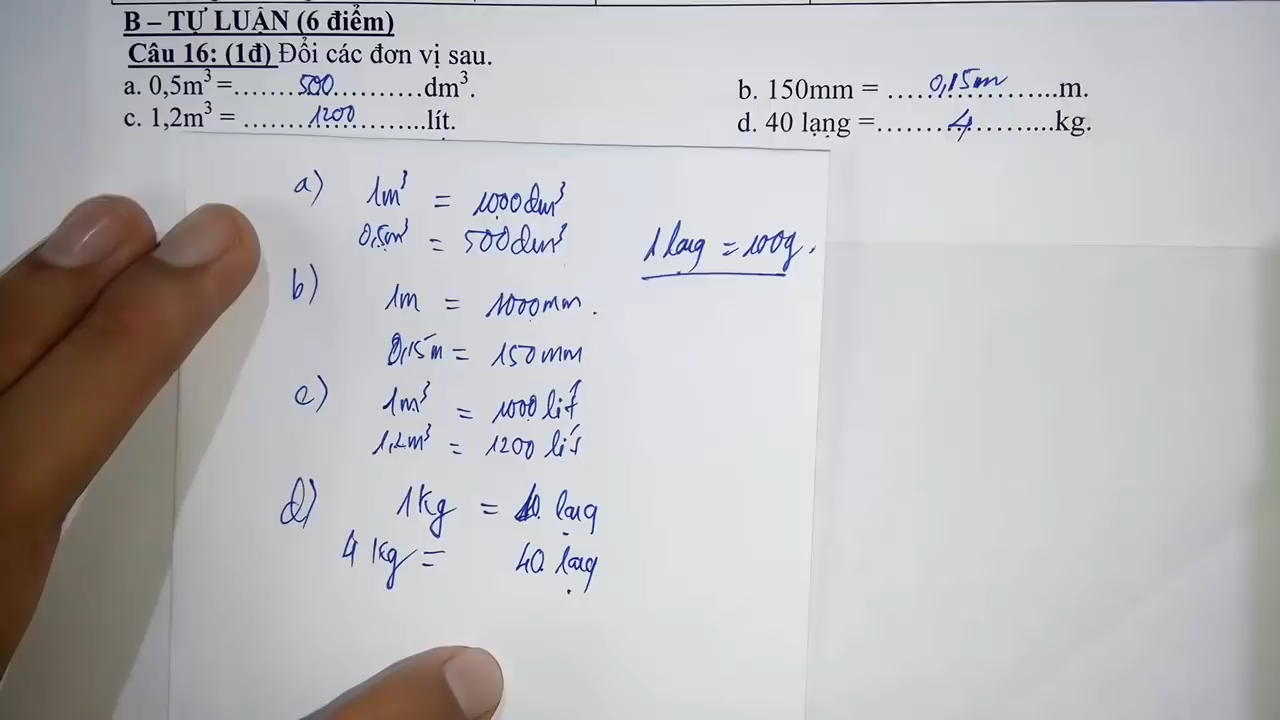 B – TỰ LUẬN (6 điểm)
Câu 16: (1đ) Đổi các đơn vị sau.
a. 0,5m³ =.......500............dm³.
b. 150mm = .....0,15m.........m.
c. 1,2m³ = .........1200...........lít.
d. 40 lạng =.........4...........kg.
a) 1m³ = 1000dm³
0,5m³ = 500dm³
1 lạng = 100g.
b) 1m = 1000mm.
0,15m = 150mm
c) 1m³ = 1000 lít
1,2m³ = 1200 lít
d) 1kg = 10 lạng
4 kg = 40 lạng